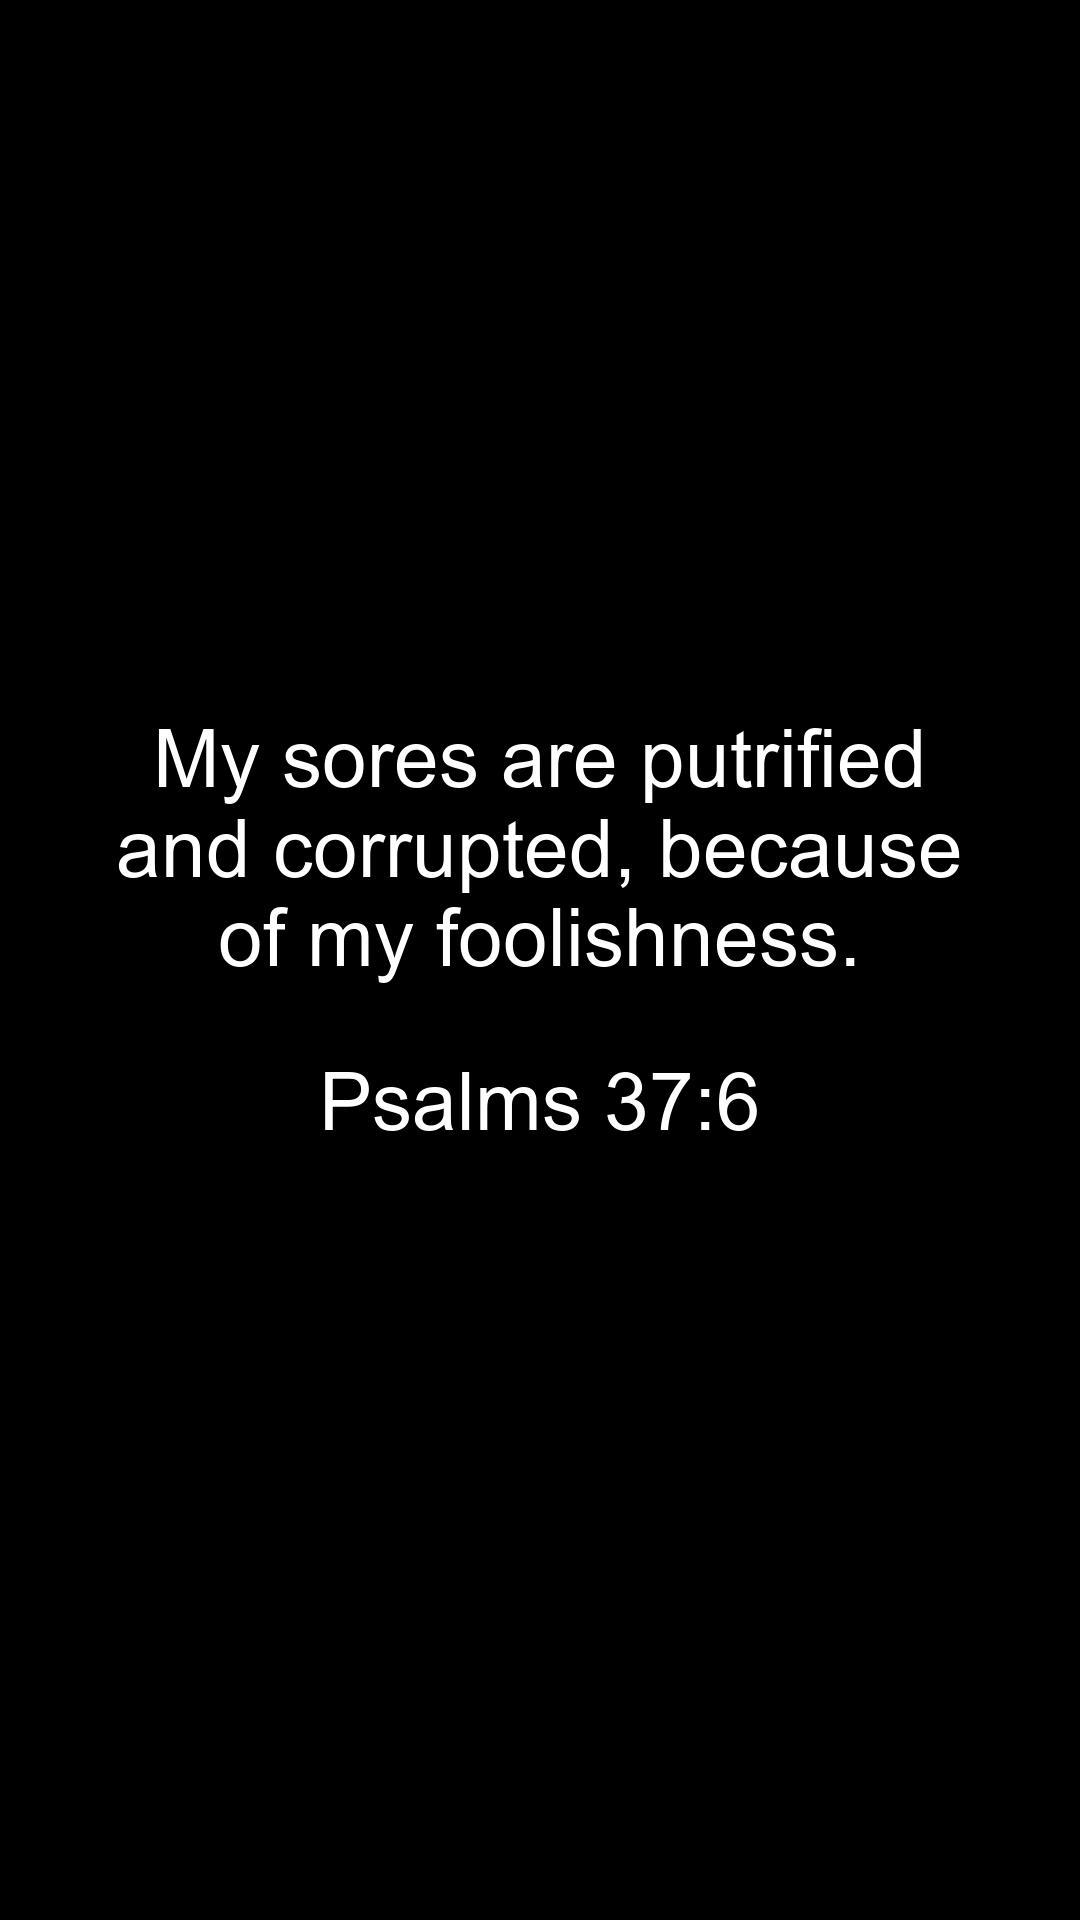 My sores are putrified
and corrupted, because
of my foolishness.
Psalms 37:6